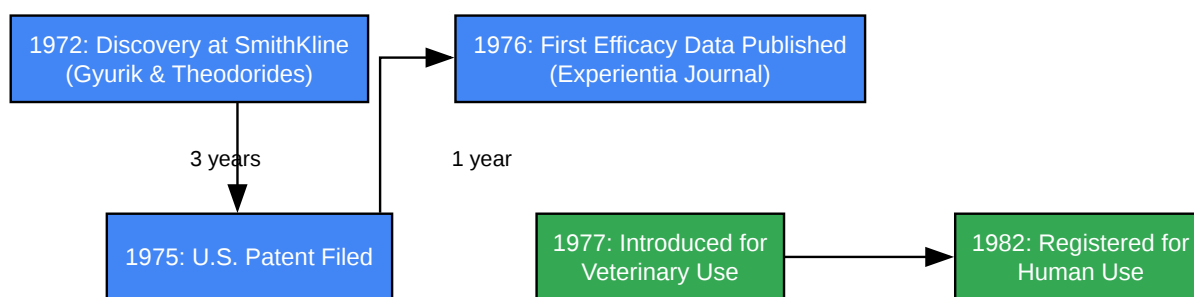 1972: Discovery at SmithKline
(Gyurik & Theodorides)
1976: First Efficacy Data Published
(Experientia Journal)
3 years
1 year
1975: U.S. Patent Filed
1977: Introduced for
Veterinary Use
1982: Registered for
Human Use